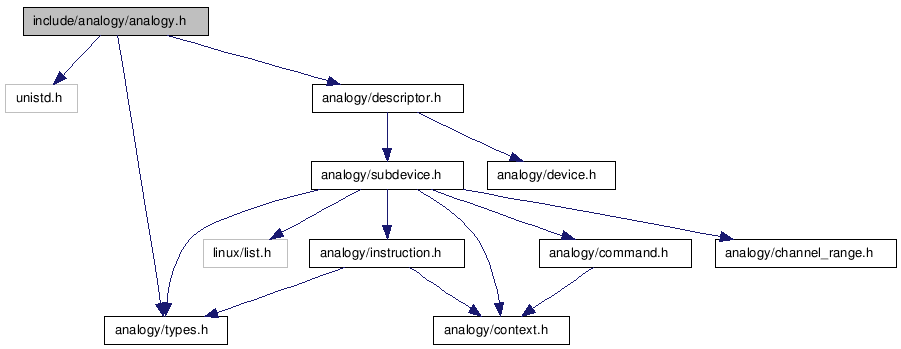 include/analogy/analogy.h
unistd.h
analogy/descriptor.h
analogy/subdevice.h
analogy/device.h
linux/list.h
analogy/instruction.h
analogy/command.h
analogy/channel_range.h
analogy/types.h
analogy/context.h